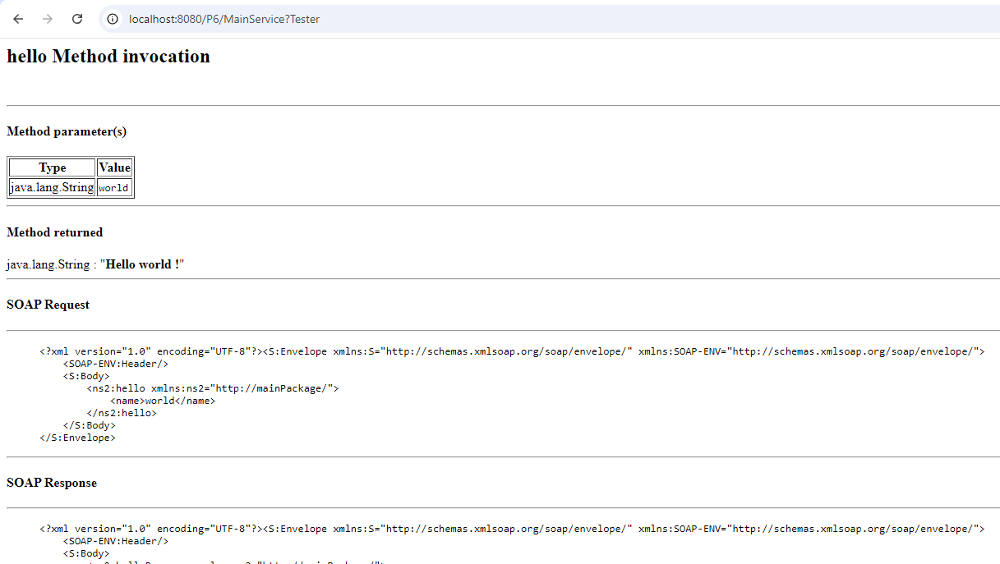 localhost:8080/P6/MainService?Tester
hello Method invocation
Method parameter(s)
Type Value
java.lang.String world
Method returned
java.lang.String : "Hello world !"
SOAP Request
<?xml version="1.0" encoding="UTF-8"?><S:Envelope xmlns:S="http://schemas.xmlsoap.org/soap/envelope/" xmlns:SOAP-ENV="http://schemas.xmlsoap.org/soap/envelope/">
<SOAP-ENV:Header/>
<S:Body>
<ns2:hello xmlns:ns2="http://mainPackage/">
<name>world</name>
</ns2:hello>
</S:Body>
</S:Envelope>
SOAP Response
<?xml version="1.0" encoding="UTF-8"?><S:Envelope xmlns:S="http://schemas.xmlsoap.org/soap/envelope/" xmlns:SOAP-ENV="http://schemas.xmlsoap.org/soap/envelope/">
<SOAP-ENV:Header/>
<S:Body>